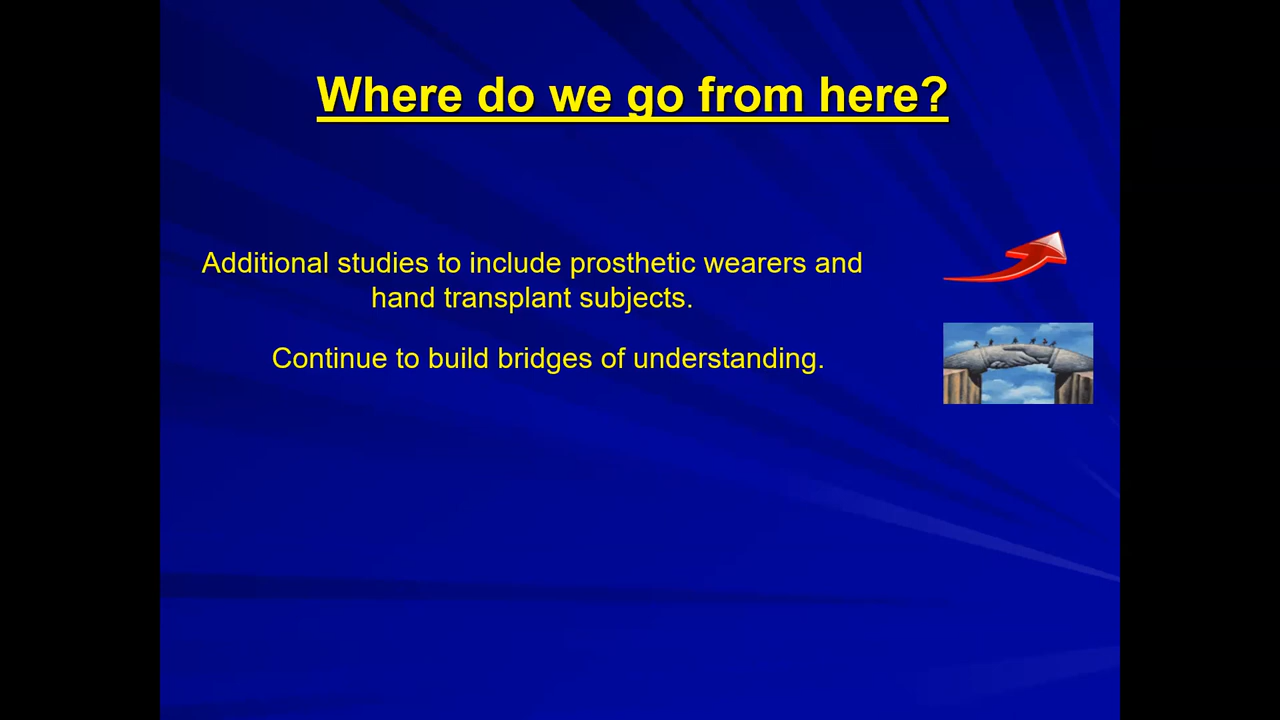 Where do we go from here?
Additional studies to include prosthetic wearers and
hand transplant subjects.
Continue to build bridges of understanding.